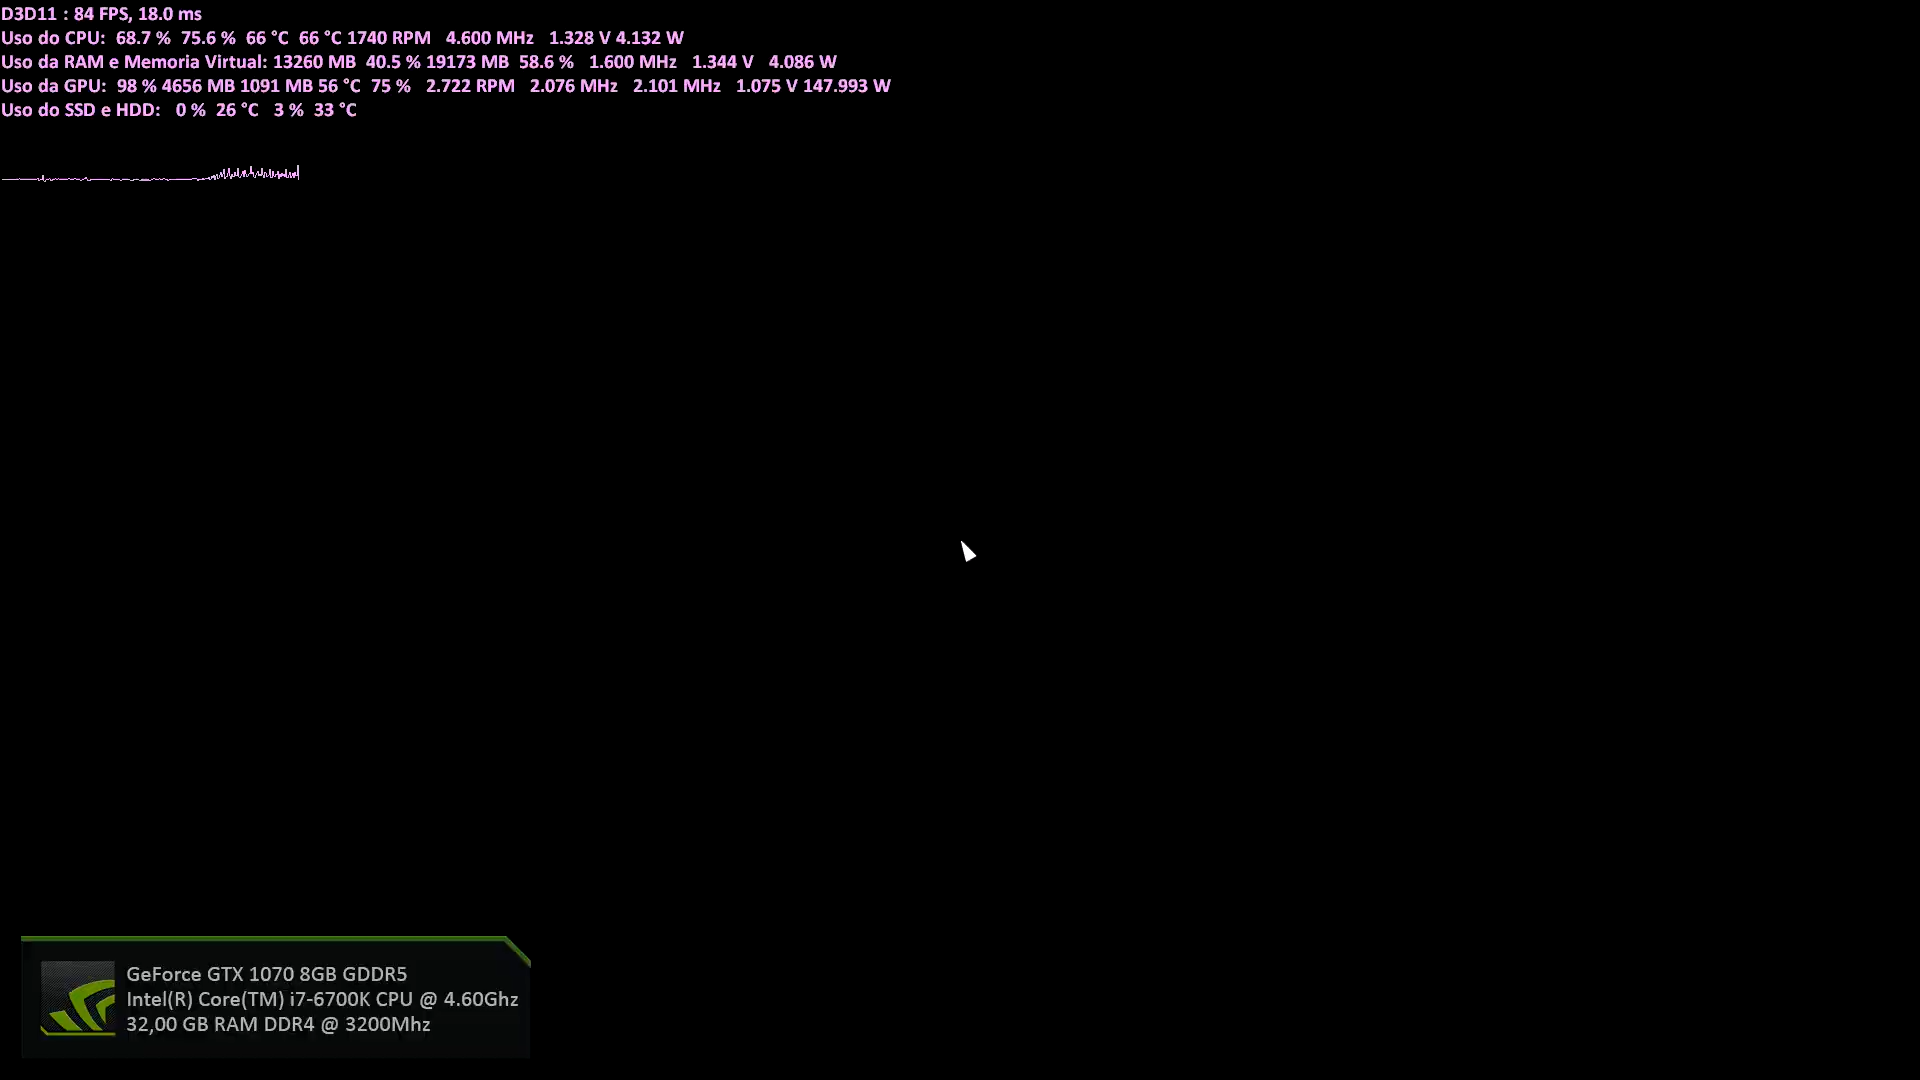 D3D11 : 84 FPS, 18.0 ms
Uso do CPU: 68.7 % 75.6 % 66 °C 66 °C 1740 RPM 4.600 MHz 1.328 V 4.132 W
Uso da RAM e Memoria Virtual: 13260 MB 40.5 % 19173 MB 58.6 % 1.600 MHz 1.344 V 4.086 W
Uso da GPU: 98 % 4656 MB 1091 MB 56 °C 75 % 2.722 RPM 2.076 MHz 2.101 MHz 1.075 V 147.993 W
Uso do SSD e HDD: 0 % 26 °C 3 % 33 °C
GeForce GTX 1070 8GB GDDR5
Intel(R) Core(TM) i7-6700K CPU @ 4.60Ghz
32,00 GB RAM DDR4 @ 3200Mhz